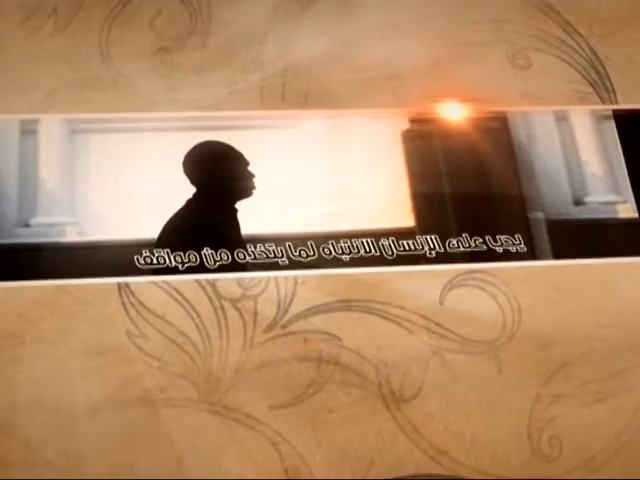 يجب على الإنسان الانتباه لما يتخذه من مواقف